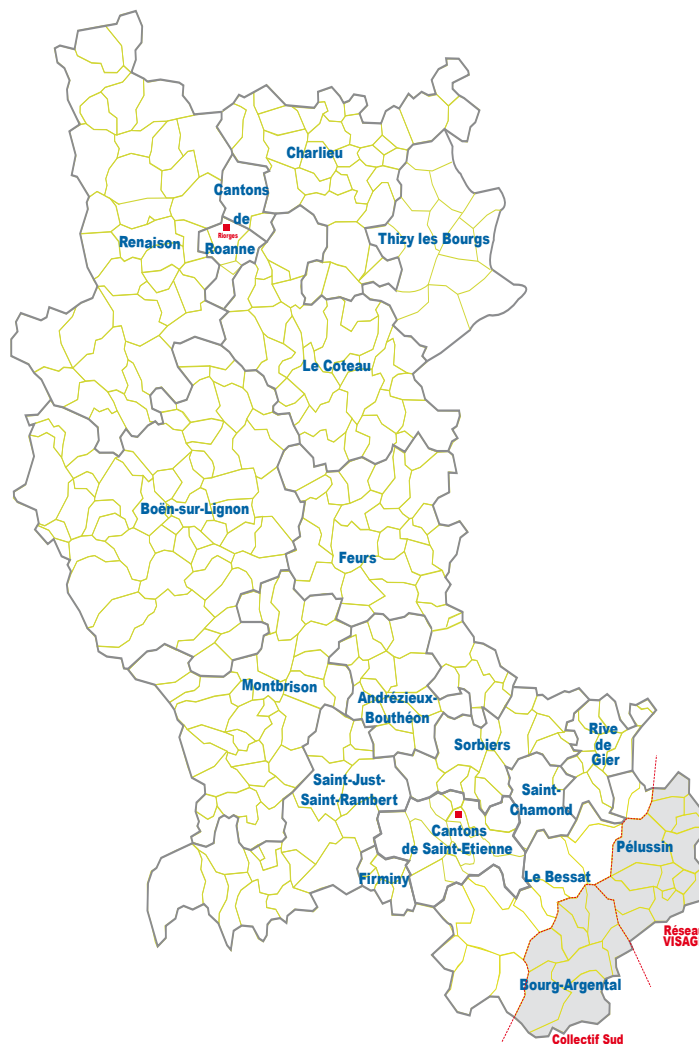 Charlieu
Cantons
de
Riorges
Roanne
Renaison
Thizy les Bourgs
Le Coteau
Boën-sur-Lignon
Feurs
Montbrison
Andrézieux-
Bouthéon
Sorbiers
Rive
de
Gier
Saint-Just-
Saint-Rambert
Saint-
Chamond
Cantons
de Saint-Etienne
Pélussin
Firminy
Le Bessat
Réseau
VISAG
Bourg-Argental
Collectif Sud